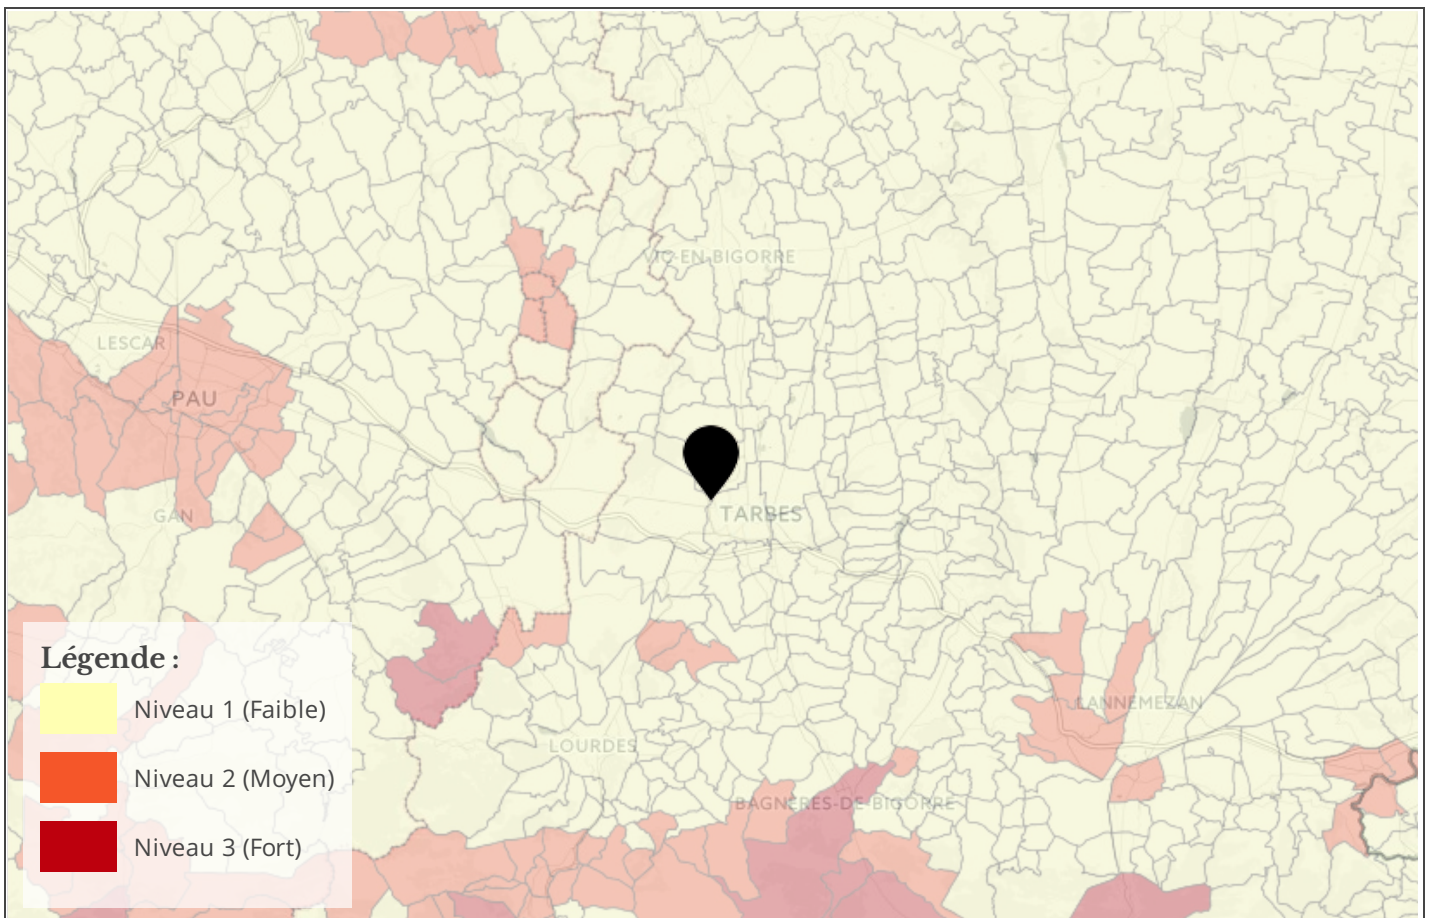 VIC-EN-BIGORRE
LESCAR
PAU
GAN
TARBES
Légende :
Niveau 1 (Faible)
Niveau 2 (Moyen)
Niveau 3 (Fort)
LANNEMEZAN
LOURDES
BAGNÈRES-DE-BIGORRE